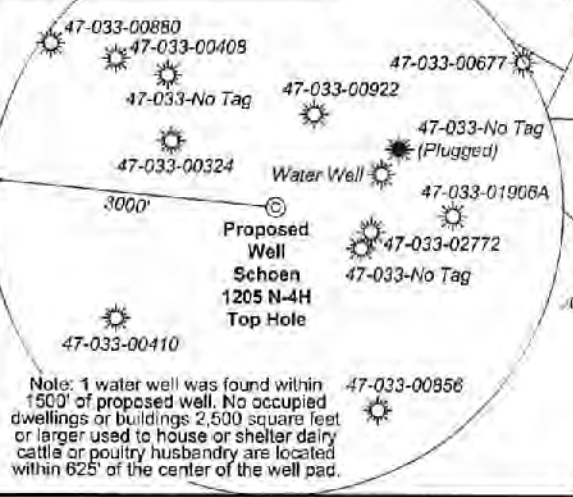 47-033-00880
47-033-00408
47-033-No Tag
47-033-00677
47-033-00922
47-033-No Tag
(Plugged)
47-033-00324
Water Well
47-033-01906A
3000'
Proposed
Well
Schoen
1205 N-4H
Top Hole
47-033-02772
47-033-No Tag
47-033-00410
47-033-00856
Note: 1 water well was found within
1500' of proposed well. No occupied
dwellings or buildings 2,500 square feet
or larger used to house or shelter dairy
cattle or poultry husbandry are located
within 625' of the center of the well pad.